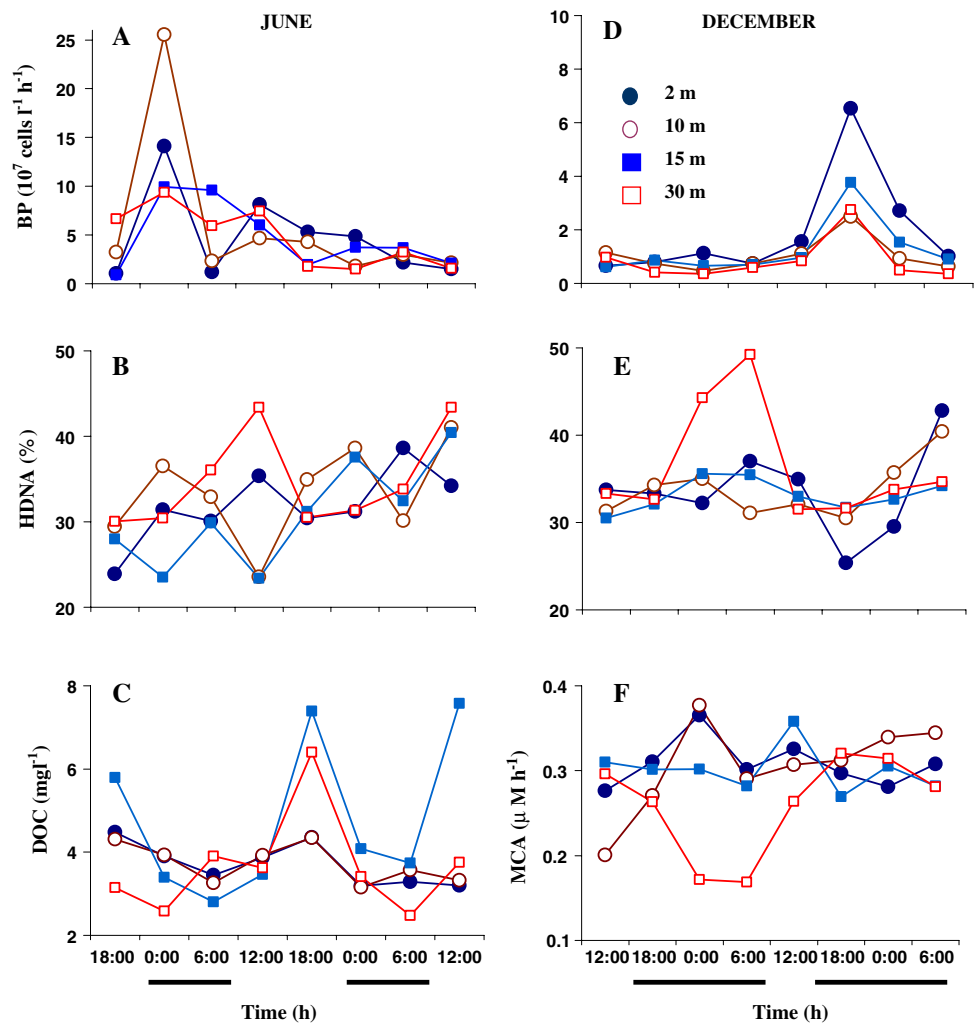 JUNE
A
BP (10⁷ cells l⁻¹ h⁻¹)
25
20
15
10
5
0
DECEMBER
D
10
8
6
4
2
0
2 m
10 m
15 m
30 m
B
HDNA (%)
50
40
30
20
E
50
40
30
20
C
DOC (mgl⁻¹)
8
6
4
2
18:00 0:00 6:00 12:00 18:00 0:00 6:00 12:00
Time (h)
F
MCA (μ M h⁻¹)
0.4
0.3
0.2
0.1
12:00 18:00 0:00 6:00 12:00 18:00 0:00 6:00
Time (h)